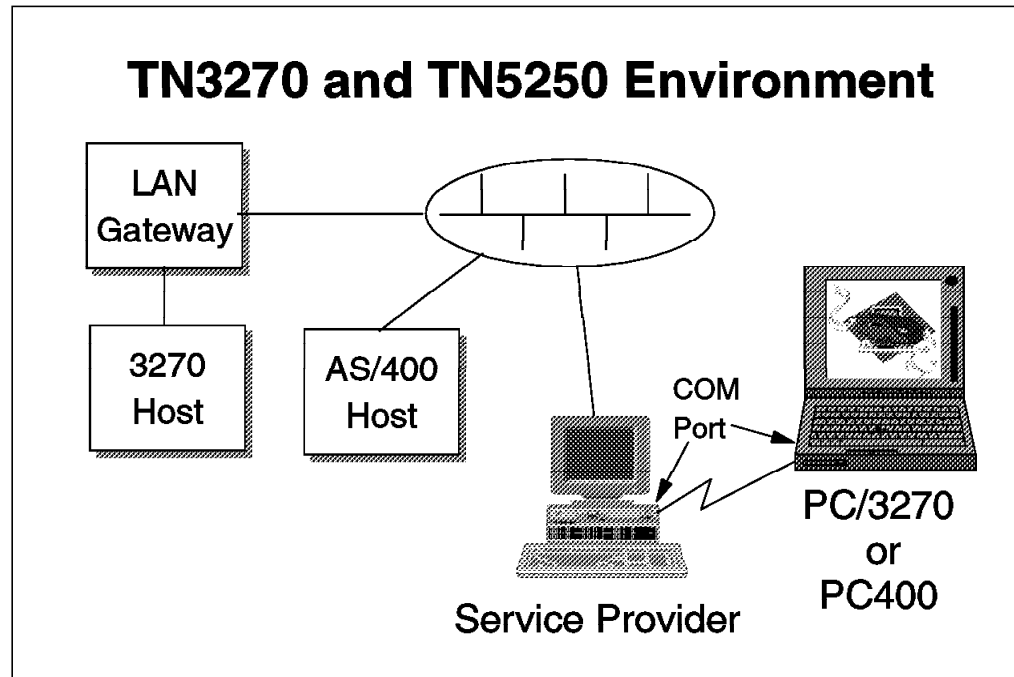 TN3270 and TN5250 Environment
LAN
Gateway
3270
Host
AS/400
Host
COM
Port
PC/3270
or
PC400
Service Provider